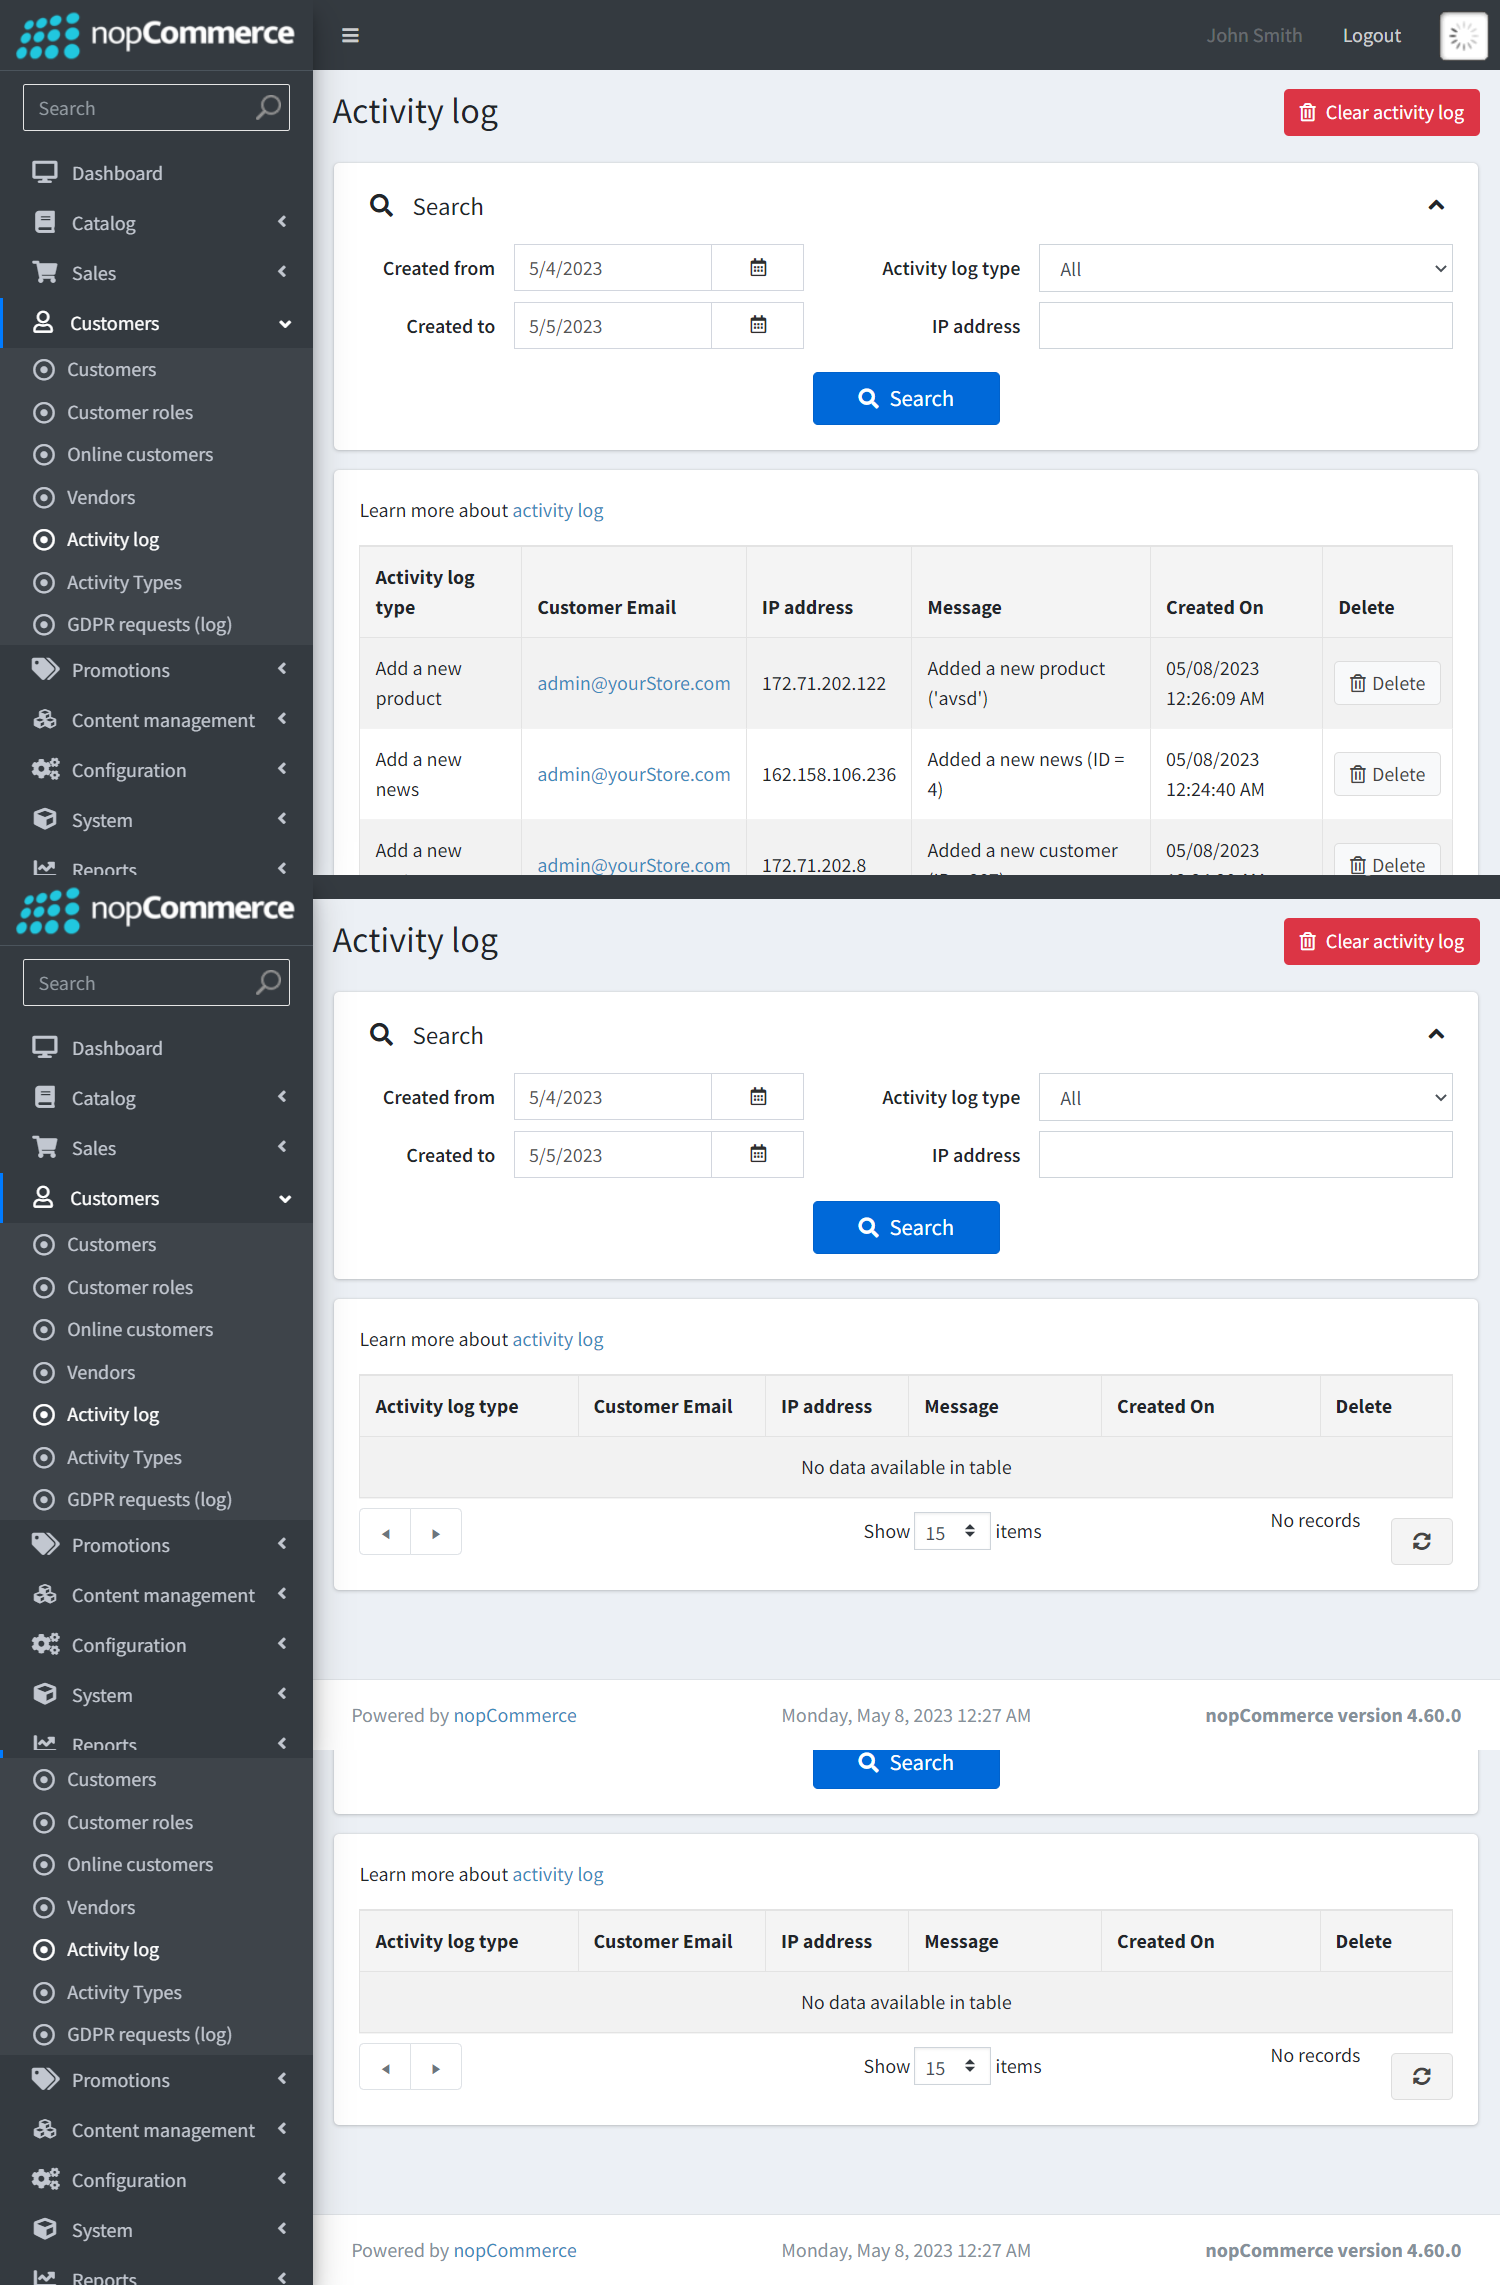 nopCommerce
John Smith
Logout
Search
Dashboard
Catalog
Sales
Customers
Customers
Customer roles
Online customers
Vendors
Activity log
Activity Types
GDPR requests (log)
Promotions
Content management
Configuration
System
Reports
Activity log
Clear activity log
Search
Created from 5/4/2023
Activity log type All
Created to 5/5/2023
IP address
Search
Learn more about activity log
Activity log type Customer Email IP address Message Created On Delete
Add a new product admin@yourStore.com 172.71.202.122 Added a new product ('avsd') 05/08/2023 12:26:09 AM Delete
Add a new news admin@yourStore.com 162.158.106.236 Added a new news (ID = 4) 05/08/2023 12:24:40 AM Delete
Add a new admin@yourStore.com 172.71.202.8 Added a new customer 05/08/2023 Delete
nopCommerce
Search
Dashboard
Catalog
Sales
Customers
Customers
Customer roles
Online customers
Vendors
Activity log
Activity Types
GDPR requests (log)
Promotions
Content management
Configuration
System
Reports
Activity log
Clear activity log
Search
Created from 5/4/2023
Activity log type All
Created to 5/5/2023
IP address
Search
Learn more about activity log
Activity log type Customer Email IP address Message Created On Delete
No data available in table
Show 15 items
No records
Powered by nopCommerce
Monday, May 8, 2023 12:27 AM
nopCommerce version 4.60.0
Customers
Customer roles
Online customers
Vendors
Activity log
Activity Types
GDPR requests (log)
Promotions
Content management
Configuration
System
Reports
Search
Learn more about activity log
Activity log type Customer Email IP address Message Created On Delete
No data available in table
Show 15 items
No records
Powered by nopCommerce
Monday, May 8, 2023 12:27 AM
nopCommerce version 4.60.0